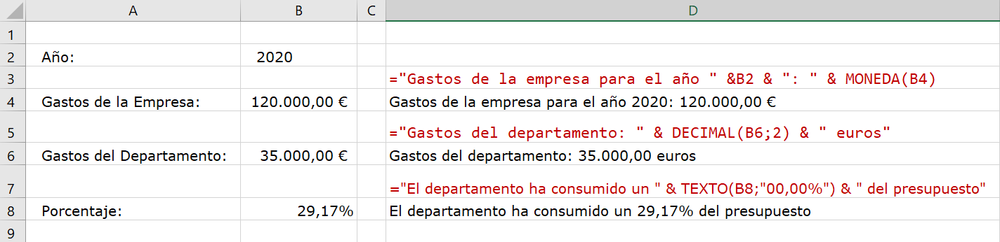 A B C D
1
2 Año: 2020
3 ="Gastos de la empresa para el año " &B2 & ": " & MONEDA(B4)
4 Gastos de la Empresa: 120.000,00 € Gastos de la empresa para el año 2020: 120.000,00 €
5 ="Gastos del departamento: " & DECIMAL(B6;2) & " euros"
6 Gastos del Departamento: 35.000,00 € Gastos del departamento: 35.000,00 euros
7 ="El departamento ha consumido un " & TEXTO(B8;"00,00%") & " del presupuesto"
8 Porcentaje: 29,17% El departamento ha consumido un 29,17% del presupuesto
9